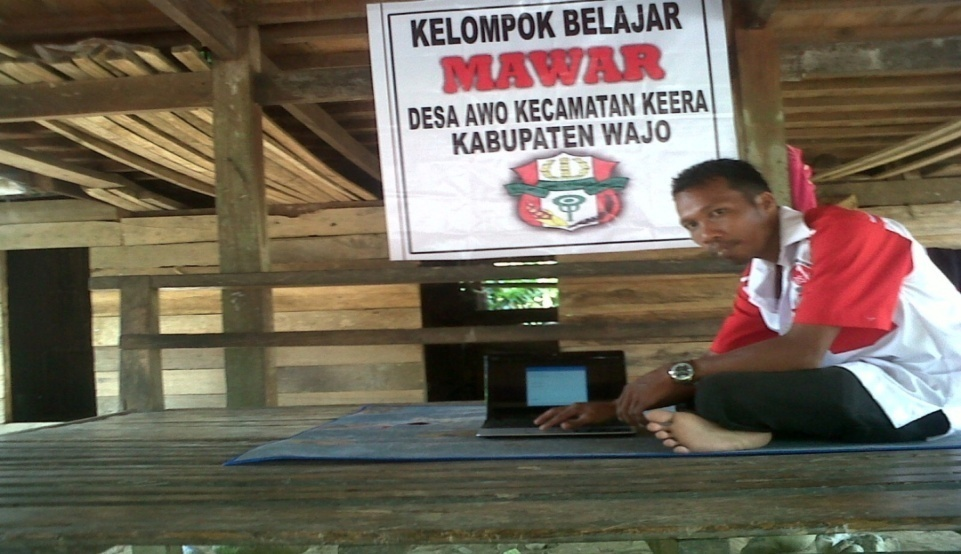 KELOMPOK BELAJAR
MAWAR
DESA AWO KECAMATAN KEERA
KABUPATEN WAJO